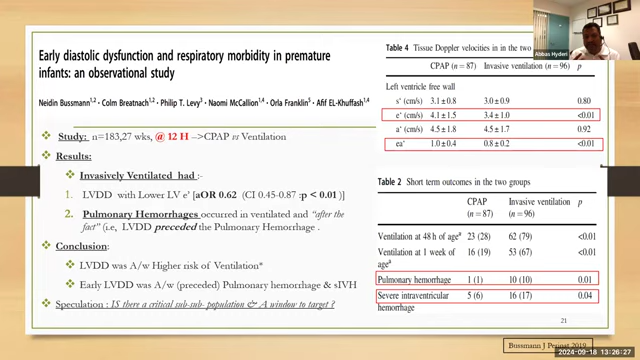 Early diastolic dysfunction and respiratory morbidity in premature
infants: an observational study
Neidin Bussmann1,2 · Colm Breatnach1,2 · Philip T. Levy3 · Naomi McCallion1,4 · Orla Franklin5 · Afif EL-Khuffash1,4
Study: n=183,27 wks, @ 12 H –>CPAP vs Ventilation
Results:
Invasively Ventilated had :-
1. LVDD with Lower LV e' [aOR 0.62 (CI 0.45-0.87 :p < 0.01)]
2. Pulmonary Hemorrhages occurred in ventilated and "after the
fact" (i.e, LVDD preceded the Pulmonary Hemorrhage .
Conclusion:
LVDD was A/w Higher risk of Ventilation*
Early LVDD was A/w (preceded) Pulmonary hemorrhage & sIVH
Speculation : IS there a critical sub-sub- population & A window to target ?
Table 4 Tissue Doppler velocities in in the two
CPAP (n = 87) Invasive ventilation (n = 96) p
Left ventricle free wall
s' 3.1 ± 0.8 3.0 ± 0.9 0.80
e' 4.1 ± 1.5 3.4 ± 1.0 <0.01
a' 4.5 ± 1.8 4.5 ± 1.7 0.92
ea' 1.0 ± 0.4 0.8 ± 0.2 <0.01
Table 2 Short term outcomes in the two groups
CPAP Invasive ventilation p
(n = 87) (n = 96)
Ventilation at 48 h of age# 23 (28) 62 (79) <0.01
Ventilation at 1 week of 16 (19) 53 (67) <0.01
age#
Pulmonary hemorrhage 1 (1) 10 (10) 0.01
Severe intraventricular 5 (6) 16 (17) 0.04
hemorrhage
21
Bussmann J Perinat 2019
Abbas Hyderi
2024-09-18 13:26:27